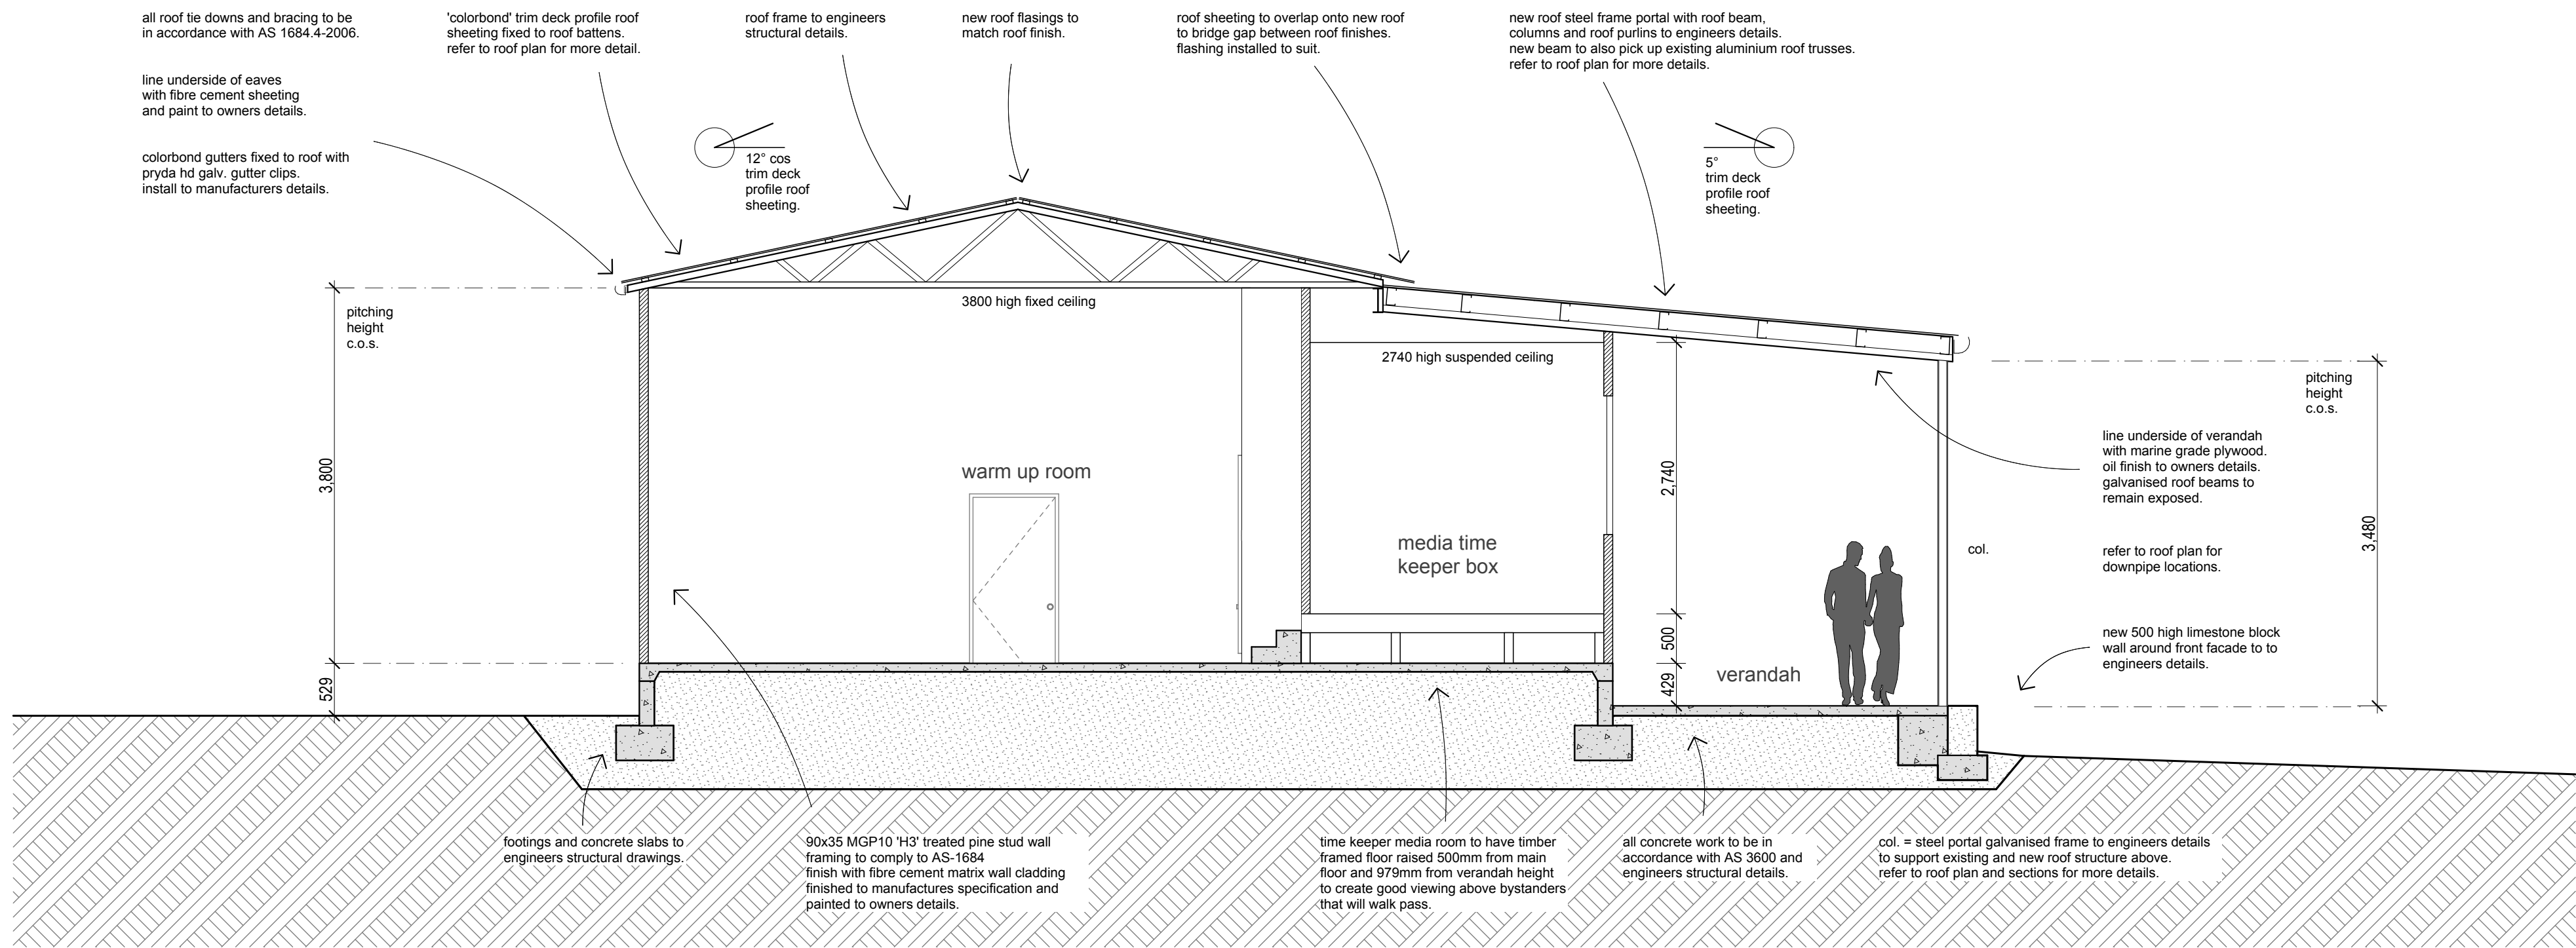 all roof tie downs and bracing to be
in accordance with AS 1684.4-2006.
line underside of eaves
with fibre cement sheeting
and paint to owners details.
colorbond gutters fixed to roof with
pryda hd galv. gutter clips.
install to manufacturers details.
'colorbond' trim deck profile roof
sheeting fixed to roof battens.
refer to roof plan for more detail.
roof frame to engineers
structural details.
new roof flasings to
match roof finish.
roof sheeting to overlap onto new roof
to bridge gap between roof finishes.
flashing installed to suit.
new roof steel frame portal with roof beam,
columns and roof purlins to engineers details.
new beam to also pick up existing aluminium roof trusses.
refer to roof plan for more details.
12° cos
trim deck
profile roof
sheeting.
5°
trim deck
profile roof
sheeting.
pitching
height
c.o.s.
3,800
529
3800 high fixed ceiling
2740 high suspended ceiling
warm up room
media time
keeper box
2,740
500
429
verandah
col.
pitching
height
c.o.s.
3,480
line underside of verandah
with marine grade plywood.
oil finish to owners details.
galvanised roof beams to
remain exposed.
refer to roof plan for
downpipe locations.
new 500 high limestone block
wall around front facade to to
engineers details.
footings and concrete slabs to
engineers structural drawings.
90x35 MGP10 'H3' treated pine stud wall
framing to comply to AS-1684
finish with fibre cement matrix wall cladding
finished to manufactures specification and
painted to owners details.
time keeper media room to have timber
framed floor raised 500mm from main
floor and 979mm from verandah height
to create good viewing above bystanders
that will walk pass.
all concrete work to be in
accordance with AS 3600 and
engineers structural details.
col. = steel portal galvanised frame to engineers details
to support existing and new roof structure above.
refer to roof plan and sections for more details.